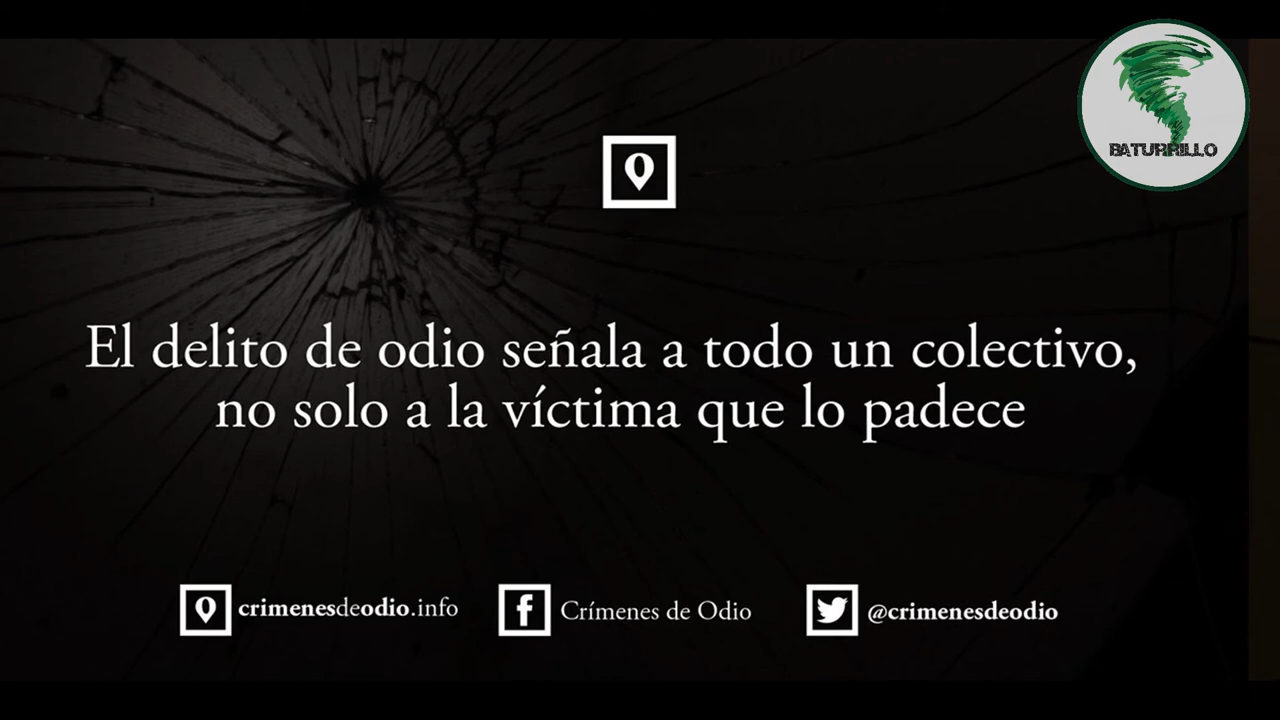 BATURRILLO
El delito de odio señala a todo un colectivo,
no solo a la víctima que lo padece
crimenesdeodio.info
Crímenes de Odio
@crimenesdeodio